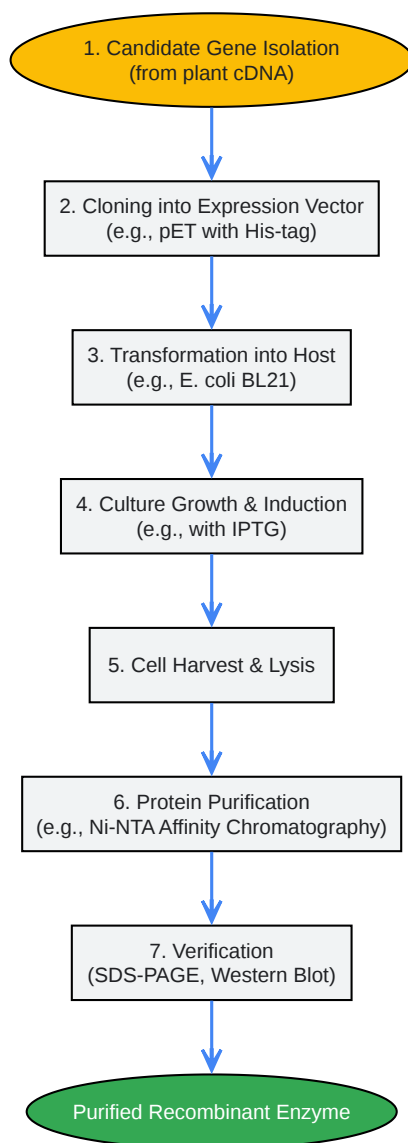 1. Candidate Gene Isolation
(from plant cDNA)
2. Cloning into Expression Vector
(e.g., pET with His-tag)
3. Transformation into Host
(e.g., E. coli BL21)
4. Culture Growth & Induction
(e.g., with IPTG)
5. Cell Harvest & Lysis
6. Protein Purification
(e.g., Ni-NTA Affinity Chromatography)
7. Verification
(SDS-PAGE, Western Blot)
Purified Recombinant Enzyme